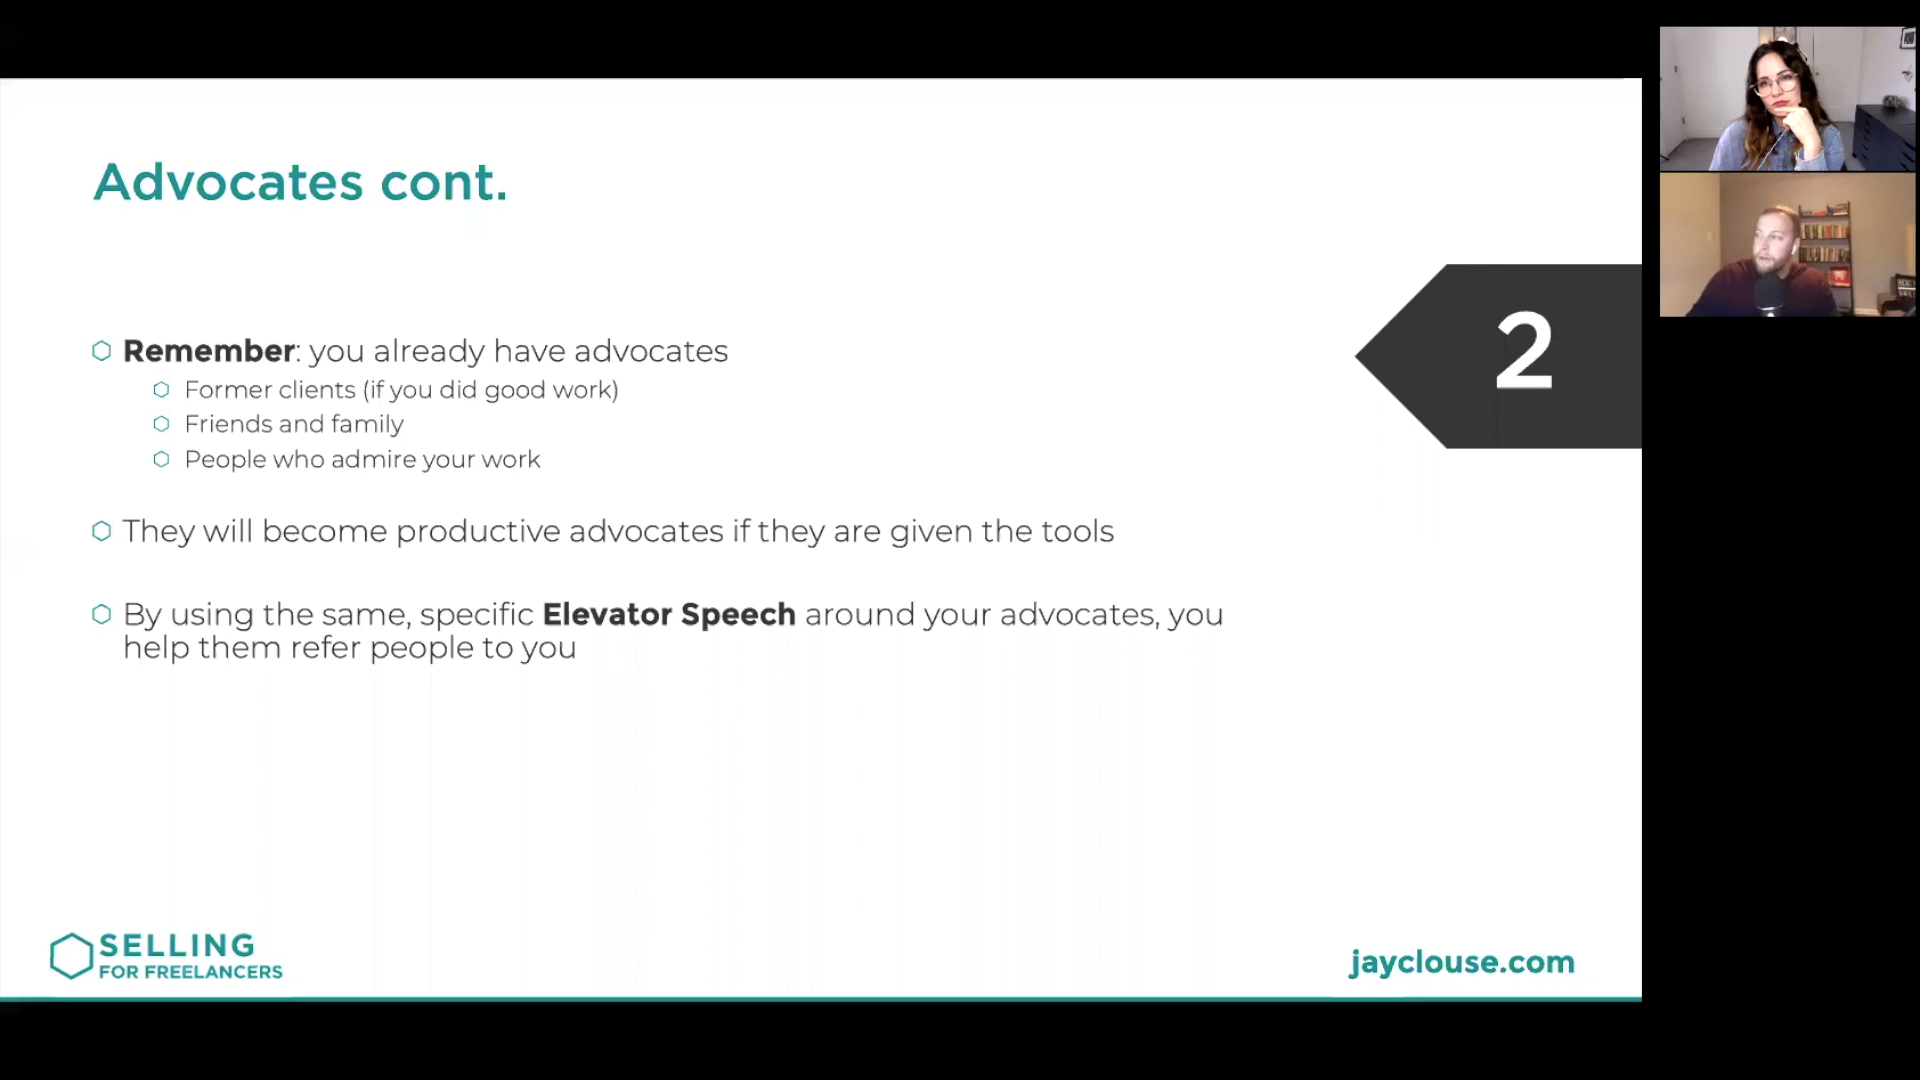 Advocates cont.
2
Remember: you already have advocates
Former clients (if you did good work)
Friends and family
People who admire your work
They will become productive advocates if they are given the tools
By using the same, specific Elevator Speech around your advocates, you
help them refer people to you
SELLING
FOR FREELANCERS
jayclouse.com